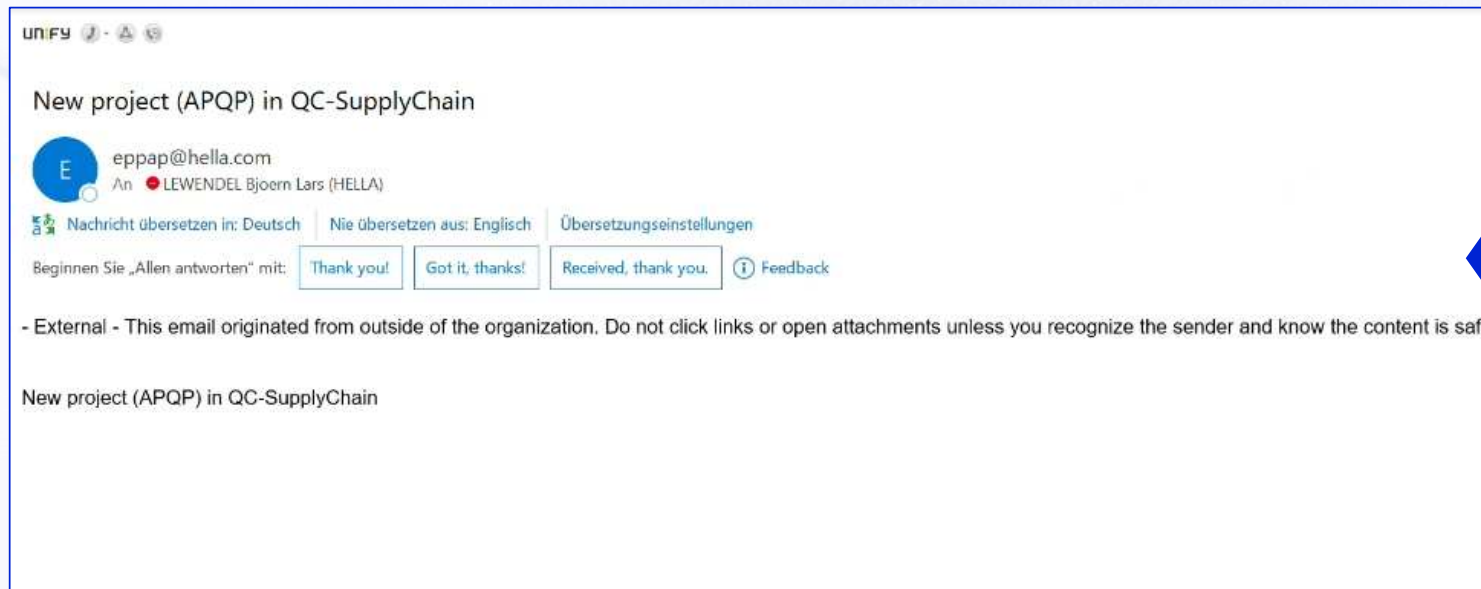 UNIFY
New project (APQP) in QC-SupplyChain
E
eppap@hella.com
An LEWENDEL Bjoern Lars (HELLA)
Nachricht übersetzen in: Deutsch Nie übersetzen aus: Englisch Übersetzungseinstellungen
Beginnen Sie „Allen antworten“ mit: Thank you! Got it, thanks! Received, thank you. Feedback
- External - This email originated from outside of the organization. Do not click links or open attachments unless you recognize the sender and know the content is saf
New project (APQP) in QC-SupplyChain